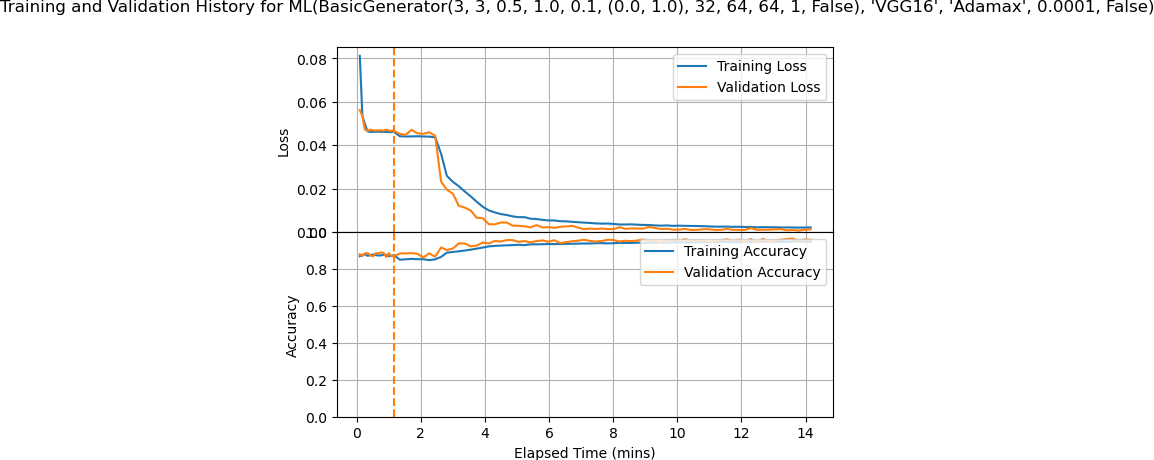 Training and Validation History for ML(BasicGenerator(3, 3, 0.5, 1.0, 0.1, (0.0, 1.0), 32, 64, 64, 1, False), 'VGG16', 'Adamax', 0.0001, False)
0.08
0.06
0.04
0.02
0.00
Loss
Training Loss
Validation Loss
1.0
0.8
0.6
0.4
0.2
0.0
Accuracy
Training Accuracy
Validation Accuracy
0 2 4 6 8 10 12 14
Elapsed Time (mins)